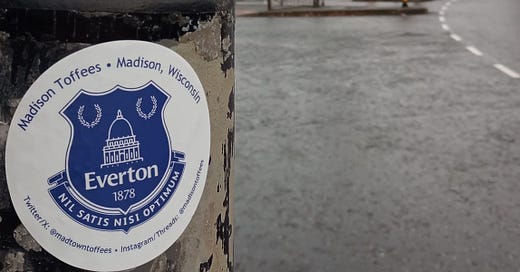 Madison Toffees • Madison, Wisconsin
Everton
1878
NIL SATIS NISI OPTIMUM
Twitter/X: @madtowntoffees • Instagram/Threads: @madisontoffees